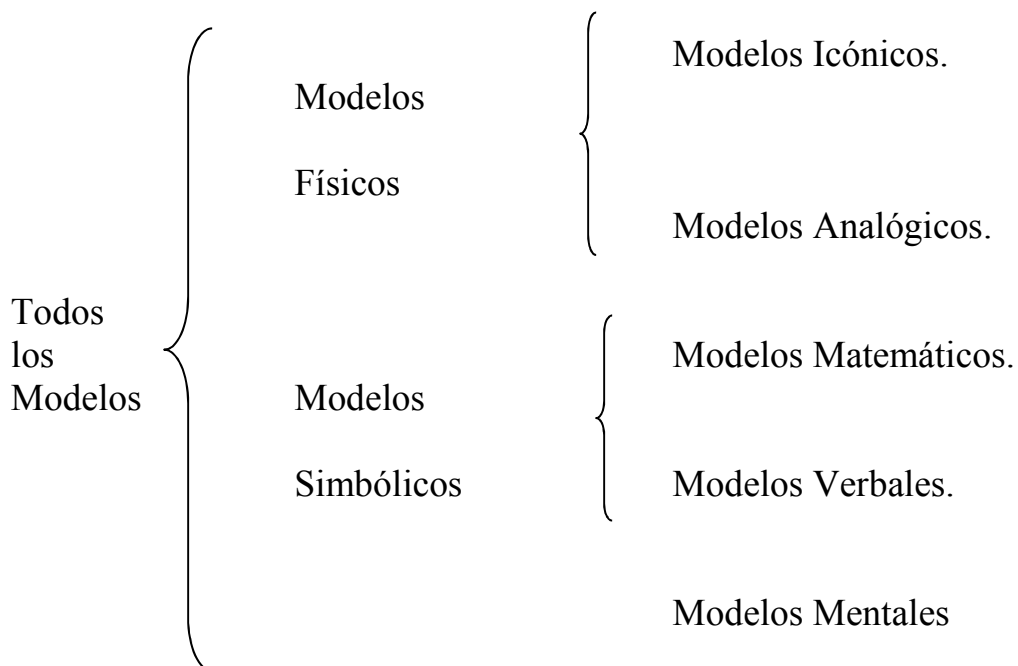 Todos
los
Modelos
Modelos
Físicos
Modelos Icónicos.
Modelos Analógicos.
Modelos
Simbólicos
Modelos Matemáticos.
Modelos Verbales.
Modelos Mentales